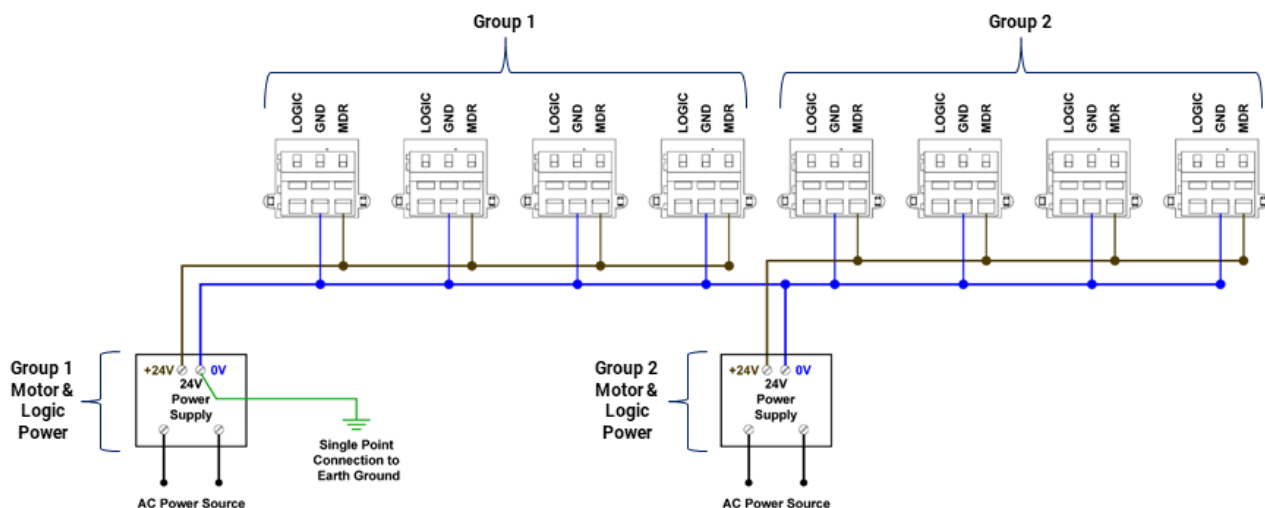 Group 1
Group 2
LOGIC
GND
MDR
LOGIC
GND
MDR
LOGIC
GND
MDR
LOGIC
GND
MDR
LOGIC
GND
MDR
LOGIC
GND
MDR
LOGIC
GND
MDR
LOGIC
GND
MDR
Group 1
Motor &
Logic
Power
+24V
0V
24V
Power
Supply
Single Point
Connection to
Earth Ground
AC Power Source
Group 2
Motor &
Logic
Power
+24V
0V
24V
Power
Supply
AC Power Source